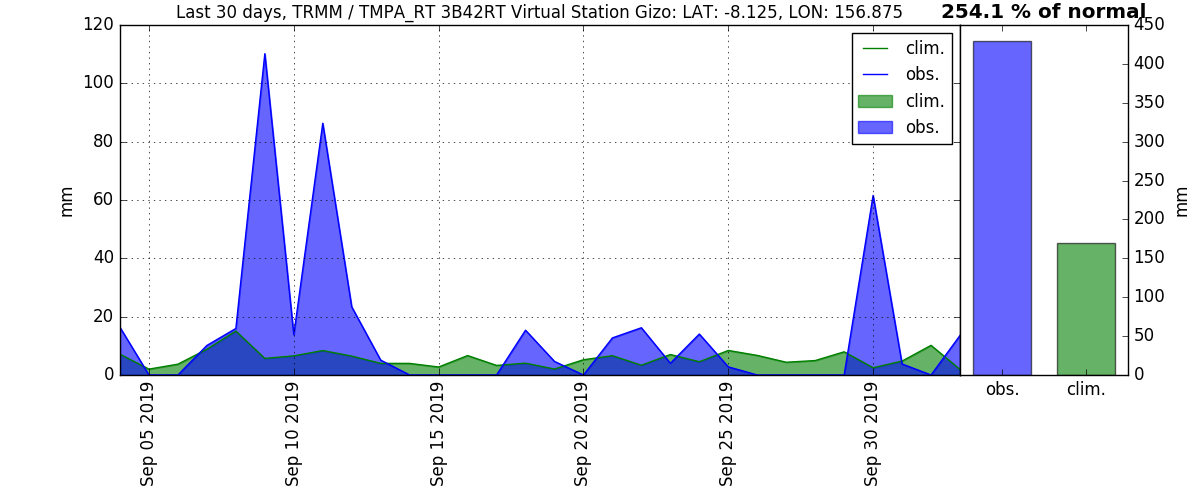 Last 30 days, TRMM / TMPA_RT 3B42RT Virtual Station Gizo: LAT: -8.125, LON: 156.875
254.1 % of normal
120
100
80
60
40
20
0
mm
Sep 05 2019
Sep 10 2019
Sep 15 2019
Sep 20 2019
Sep 25 2019
Sep 30 2019
clim.
obs.
clim.
obs.
450
400
350
300
250
200
150
100
50
0
mm
obs.
clim.